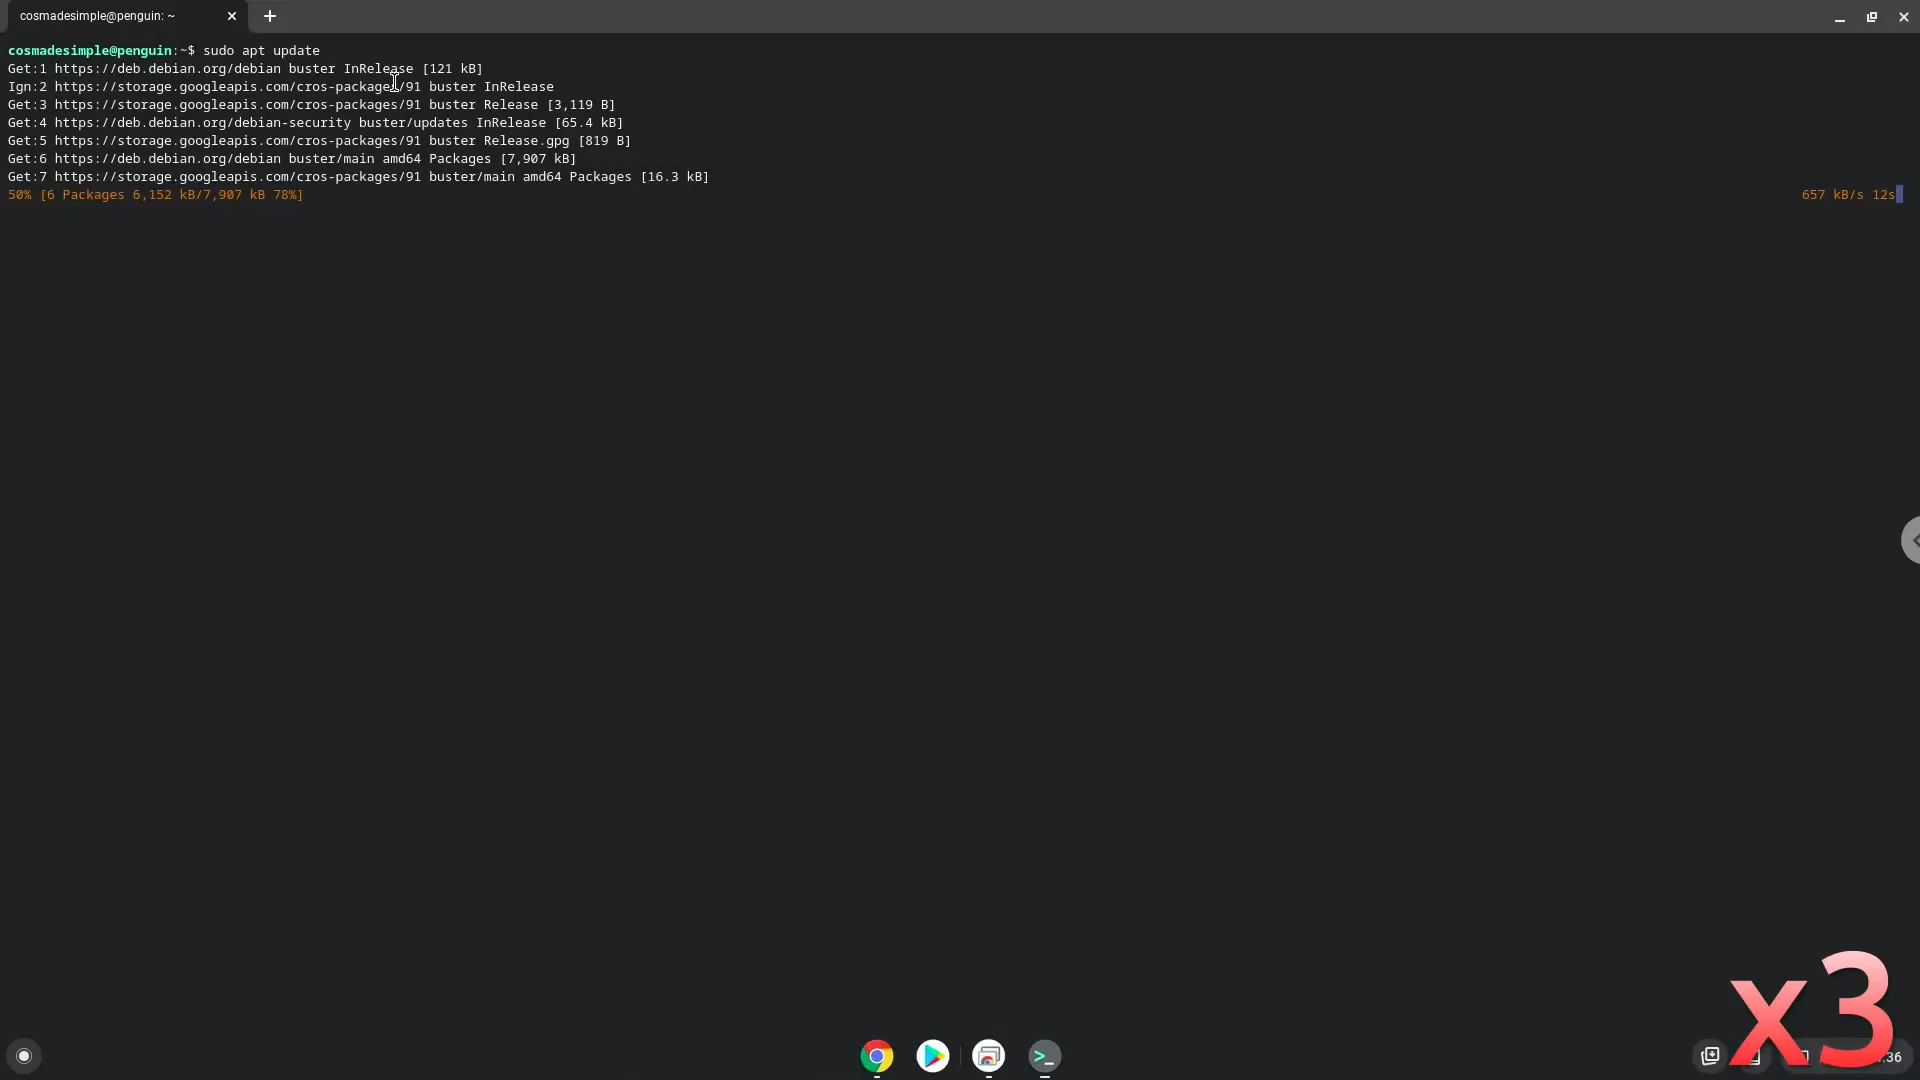 cosmadesimple@penguin: ~
cosmadesimple@penguin:~$ sudo apt update
Get:1 https://deb.debian.org/debian buster InRelease [121 kB]
Ign:2 https://storage.googleapis.com/cros-packages/91 buster InRelease
Get:3 https://storage.googleapis.com/cros-packages/91 buster Release [3,119 B]
Get:4 https://deb.debian.org/debian-security buster/updates InRelease [65.4 kB]
Get:5 https://storage.googleapis.com/cros-packages/91 buster Release.gpg [819 B]
Get:6 https://deb.debian.org/debian buster/main amd64 Packages [7,907 kB]
Get:7 https://storage.googleapis.com/cros-packages/91 buster/main amd64 Packages [16.3 kB]
50% [6 Packages 6,152 kB/7,907 kB 78%] 657 kB/s 12s
x3